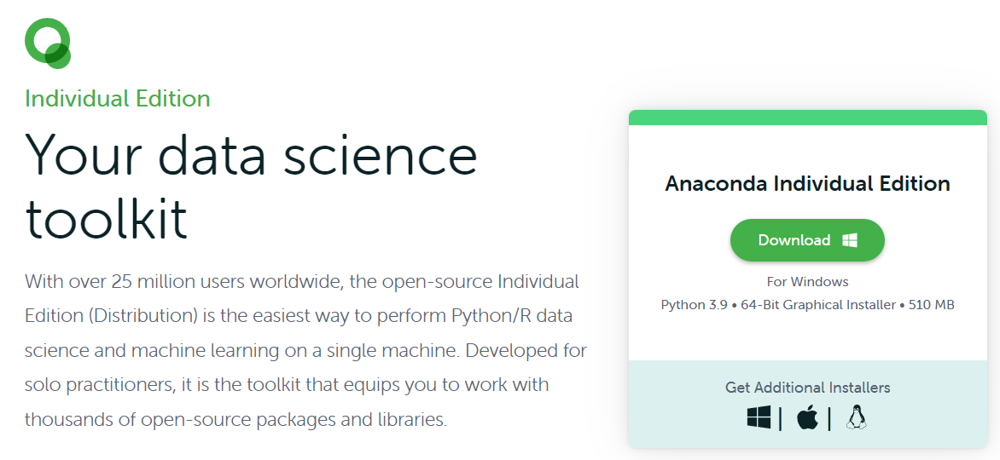 Individual Edition
Your data science
toolkit
With over 25 million users worldwide, the open-source Individual
Edition (Distribution) is the easiest way to perform Python/R data
science and machine learning on a single machine. Developed for
solo practitioners, it is the toolkit that equips you to work with
thousands of open-source packages and libraries.
Anaconda Individual Edition
Download
For Windows
Python 3.9 • 64-Bit Graphical Installer • 510 MB
Get Additional Installers
| |